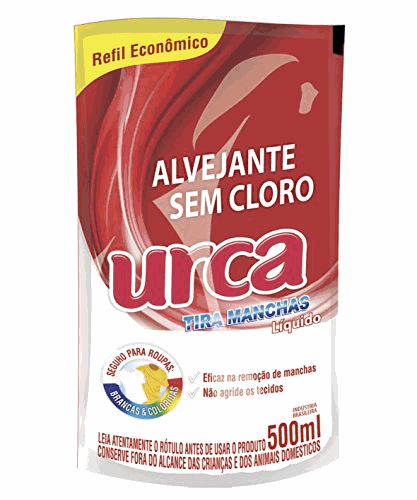 Refil Econômico
ALVEJANTE
SEM CLORO
urca
TIRA MANCHAS
Líquido
SEGURO PARA ROUPAS:
BRANCAS & COLORIDAS
Eficaz na remoção de manchas
Não agride os tecidos
INDÚSTRIA
BRASILEIRA
500ml
LEIA ATENTAMENTE O RÓTULO ANTES DE USAR O PRODUTO
CONSERVE FORA DO ALCANCE DAS CRIANÇAS E DOS ANIMAIS DOMÉSTICOS